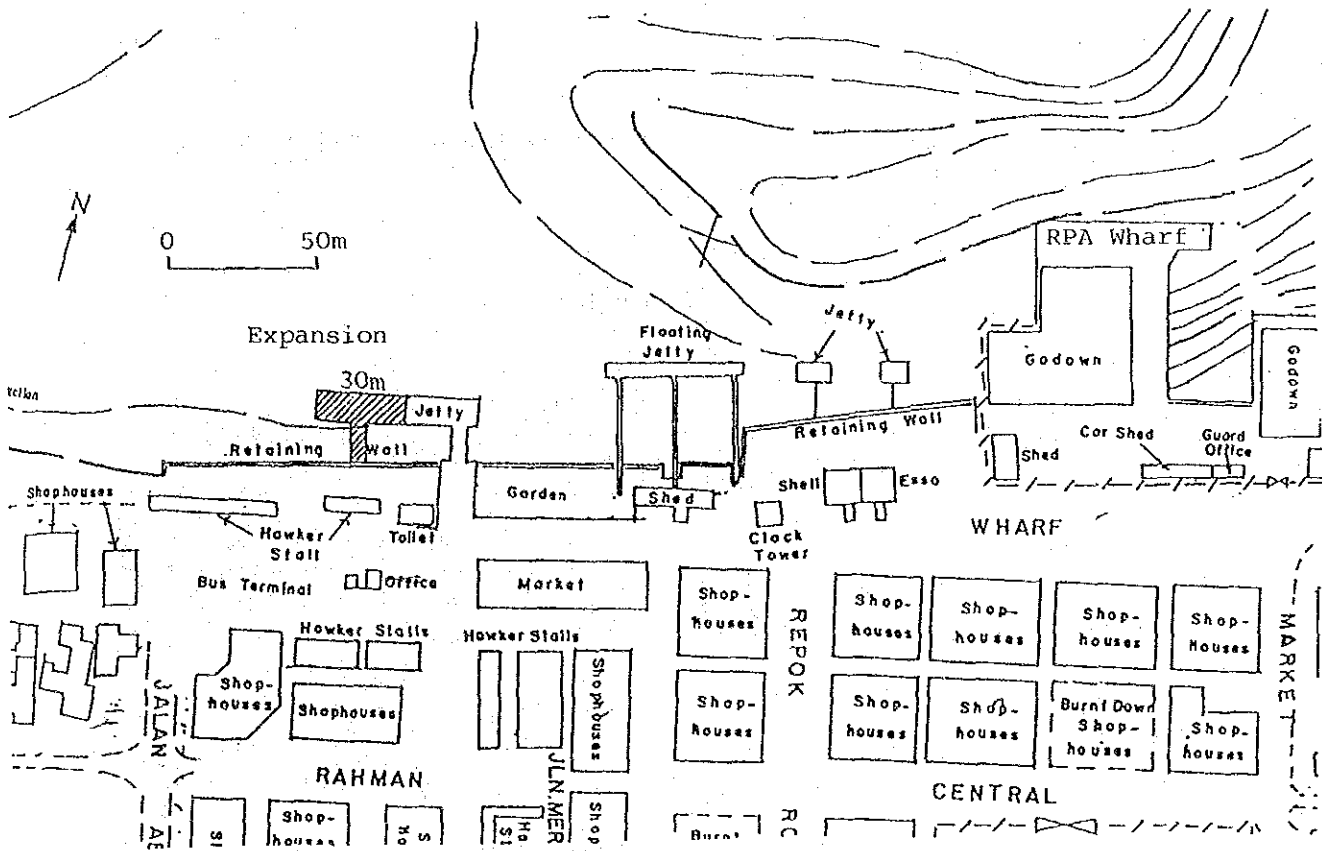 N
0 50m
RPA Wharf
Expansion
Floating
Jetty
Jetty
Godown
Godown
30m
Jetty
Retaining Wall
Retaining Wall
Car Shed
Guard
Office
Shed
Shophouses
Garden
Shed
Shell
Esso
WHARF
Hawker
Stall
Toilet
Clock
Tower
Bus Terminal
Office
Market
Shop-
houses
REPOK
Shop-
houses
Shop-
houses
Shop-
houses
Shop-
Houses
MARKET
Hawker Stalls
Hawker Stalls
JALAN
Shop-
houses
Shophouses
Shophouses
Shop-
houses
Shop-
houses
Shop-
houses
Burnt Down
Shop-
houses
Shop-
houses
RAHMAN
JLN. MER
CENTRAL
Shop-
houses
Shop
Burnt